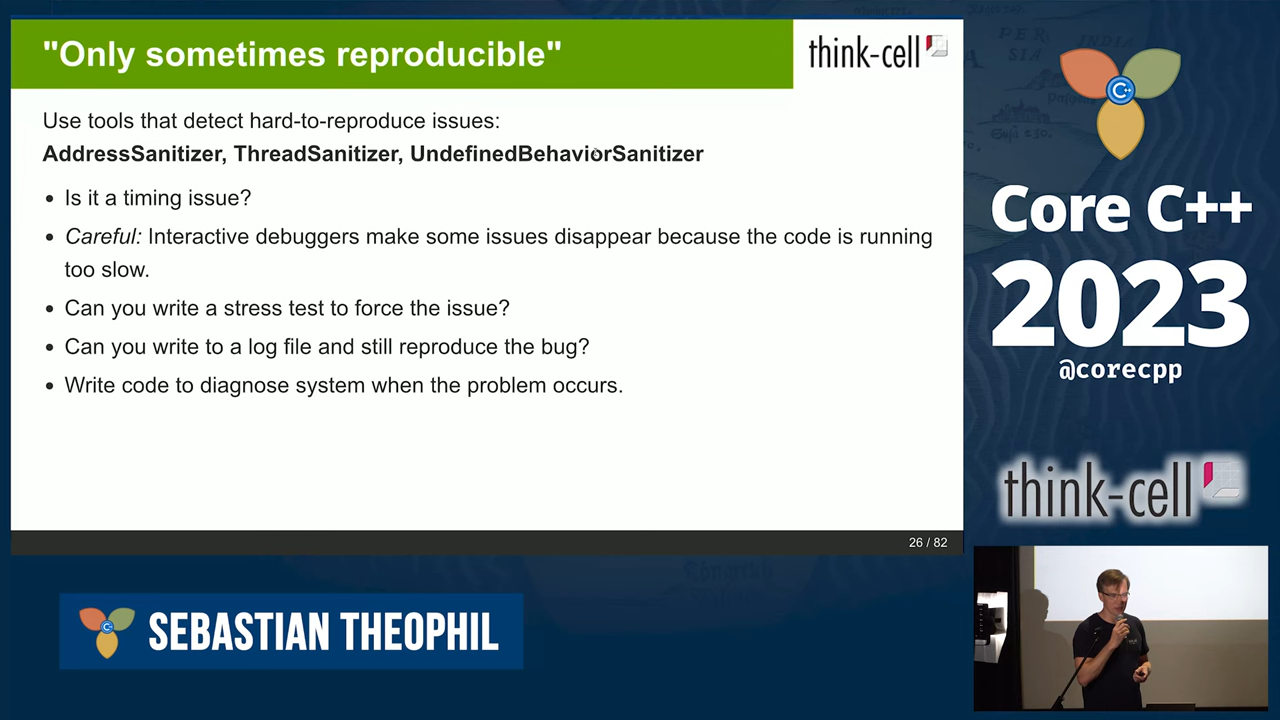 "Only sometimes reproducible"
think-cell
Use tools that detect hard-to-reproduce issues:
AddressSanitizer, ThreadSanitizer, UndefinedBehaviorSanitizer
• Is it a timing issue?
• Careful: Interactive debuggers make some issues disappear because the code is running
too slow.
• Can you write a stress test to force the issue?
• Can you write to a log file and still reproduce the bug?
• Write code to diagnose system when the problem occurs.
26 / 82
C++
Core C++
2023
@corecpp
think-cell
C++
SEBASTIAN THEOPHIL